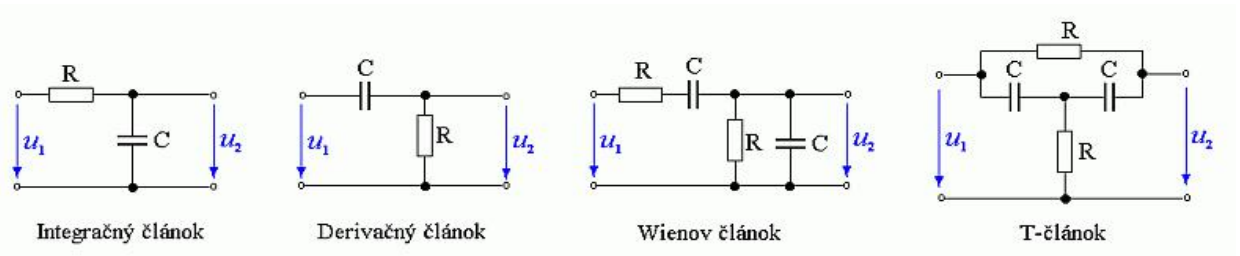 R
C
u₁
u₂
Integračný článok
C
R
u₁
u₂
Derivačný článok
R
C
R
C
u₁
u₂
Wienov článok
R
C
C
R
u₁
u₂
T-článok